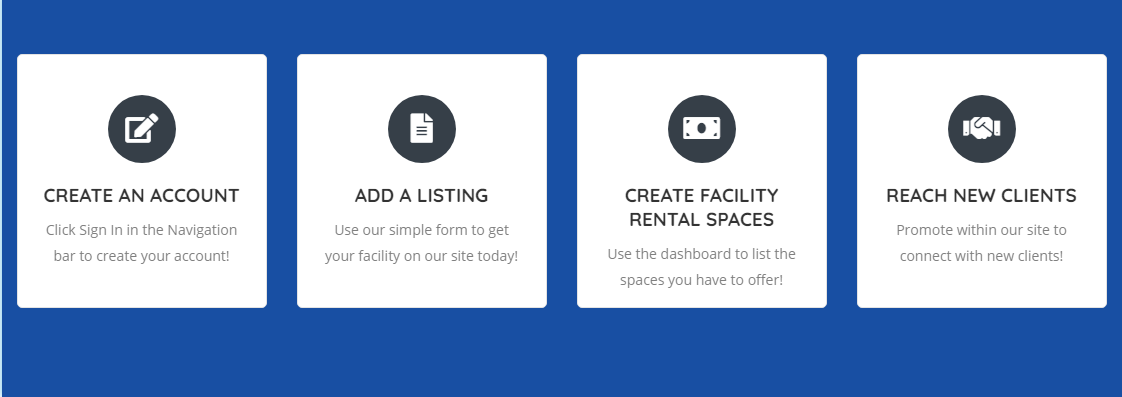 CREATE AN ACCOUNT
Click Sign In in the Navigation
bar to create your account!
ADD A LISTING
Use our simple form to get
your facility on our site today!
CREATE FACILITY
RENTAL SPACES
Use the dashboard to list the
spaces you have to offer!
REACH NEW CLIENTS
Promote within our site to
connect with new clients!